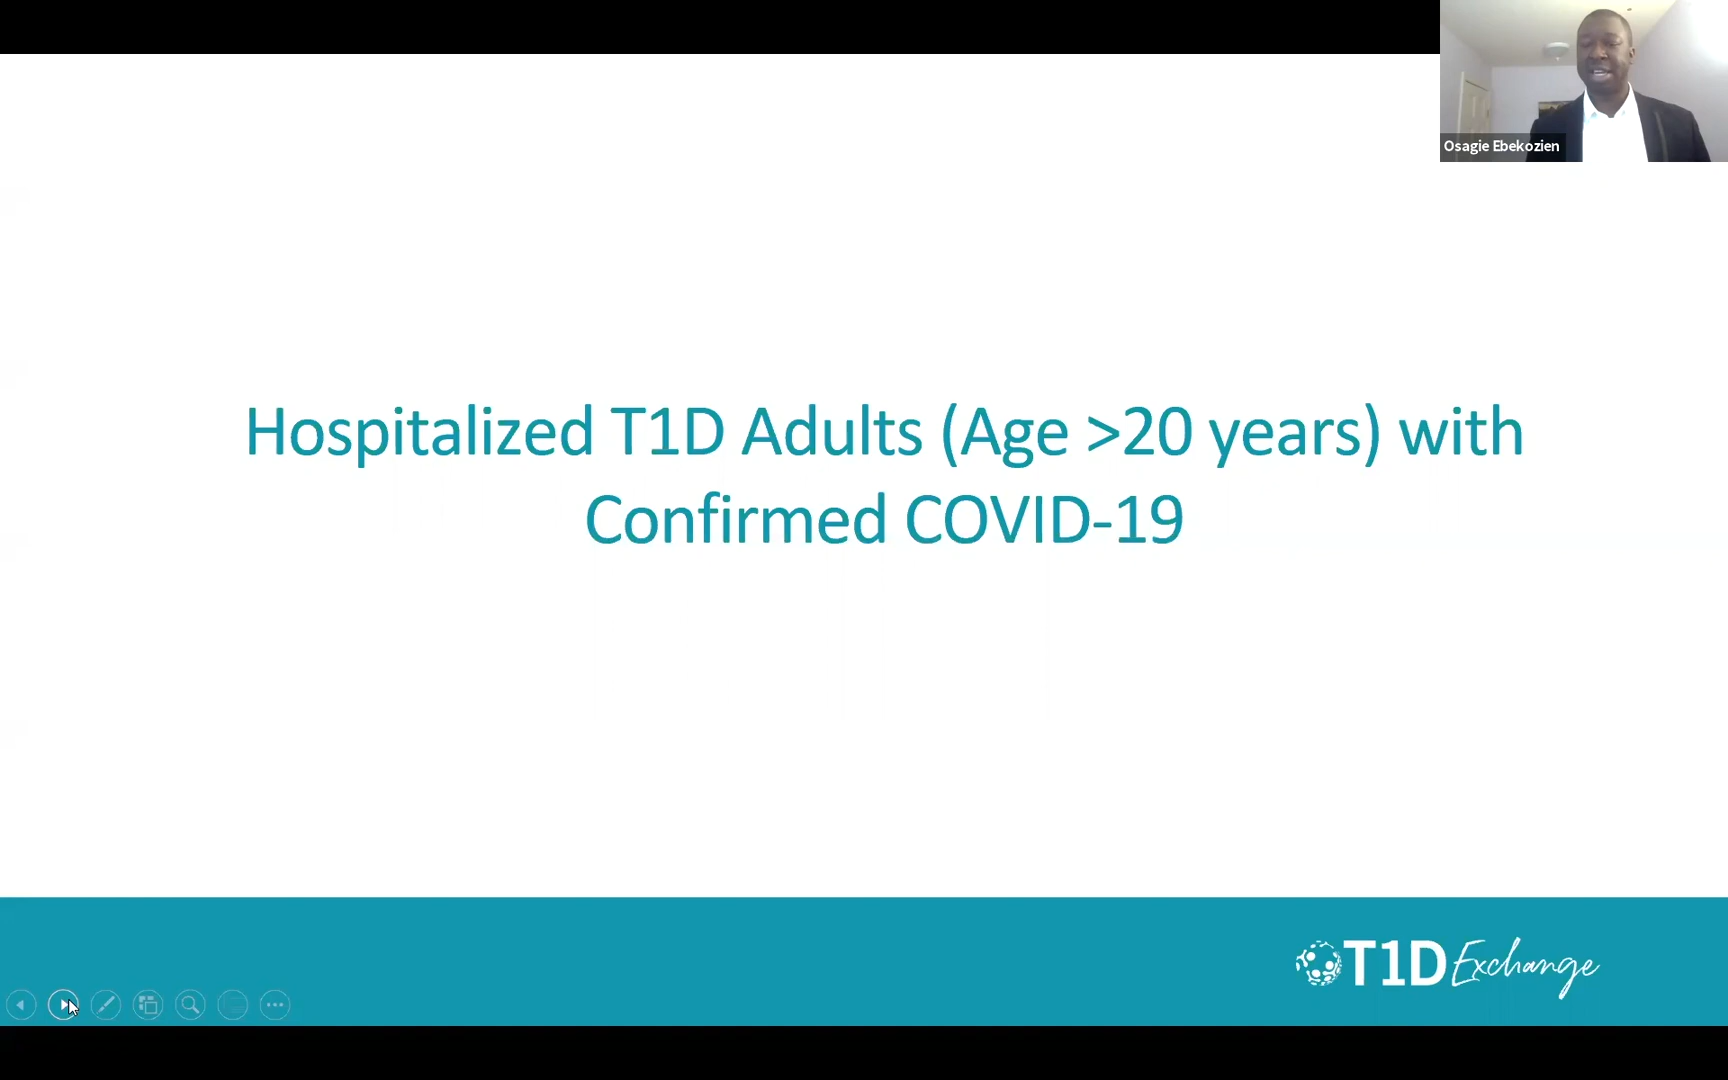 Osagie Ebekozien
Hospitalized T1D Adults (Age >20 years) with
Confirmed COVID-19
T1D Exchange